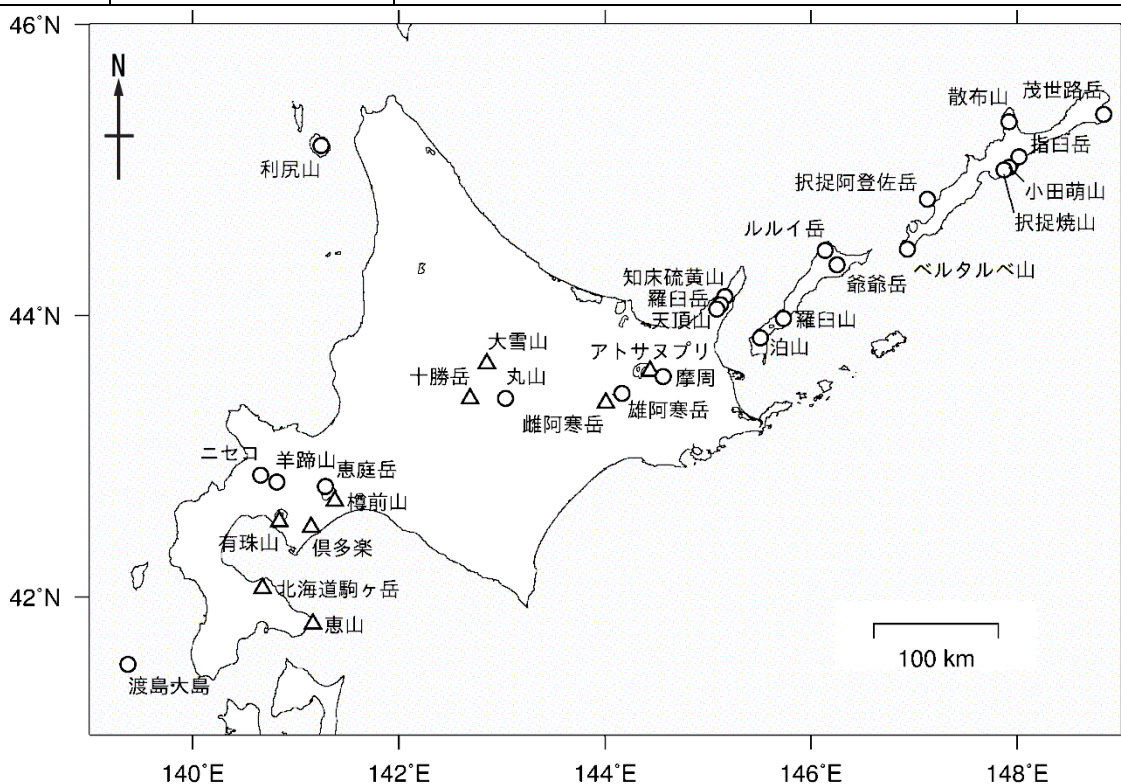 46°N
N
散布山
茂世路岳
利尻山
指臼岳
小田萌山
択捉焼山
択捉阿登佐岳
ルルイ岳
ベルタルベ山
爺爺岳
知床硫黄山
羅臼岳
天頂山
44°N
羅臼山
泊山
大雪山
アトサヌプリ
十勝岳
丸山
摩周
雌阿寒岳
雄阿寒岳
ニセコ
羊蹄山
恵庭岳
樽前山
有珠山
倶多楽
42°N
北海道駒ヶ岳
恵山
100 km
渡島大島
140°E
142°E
144°E
146°E
148°E